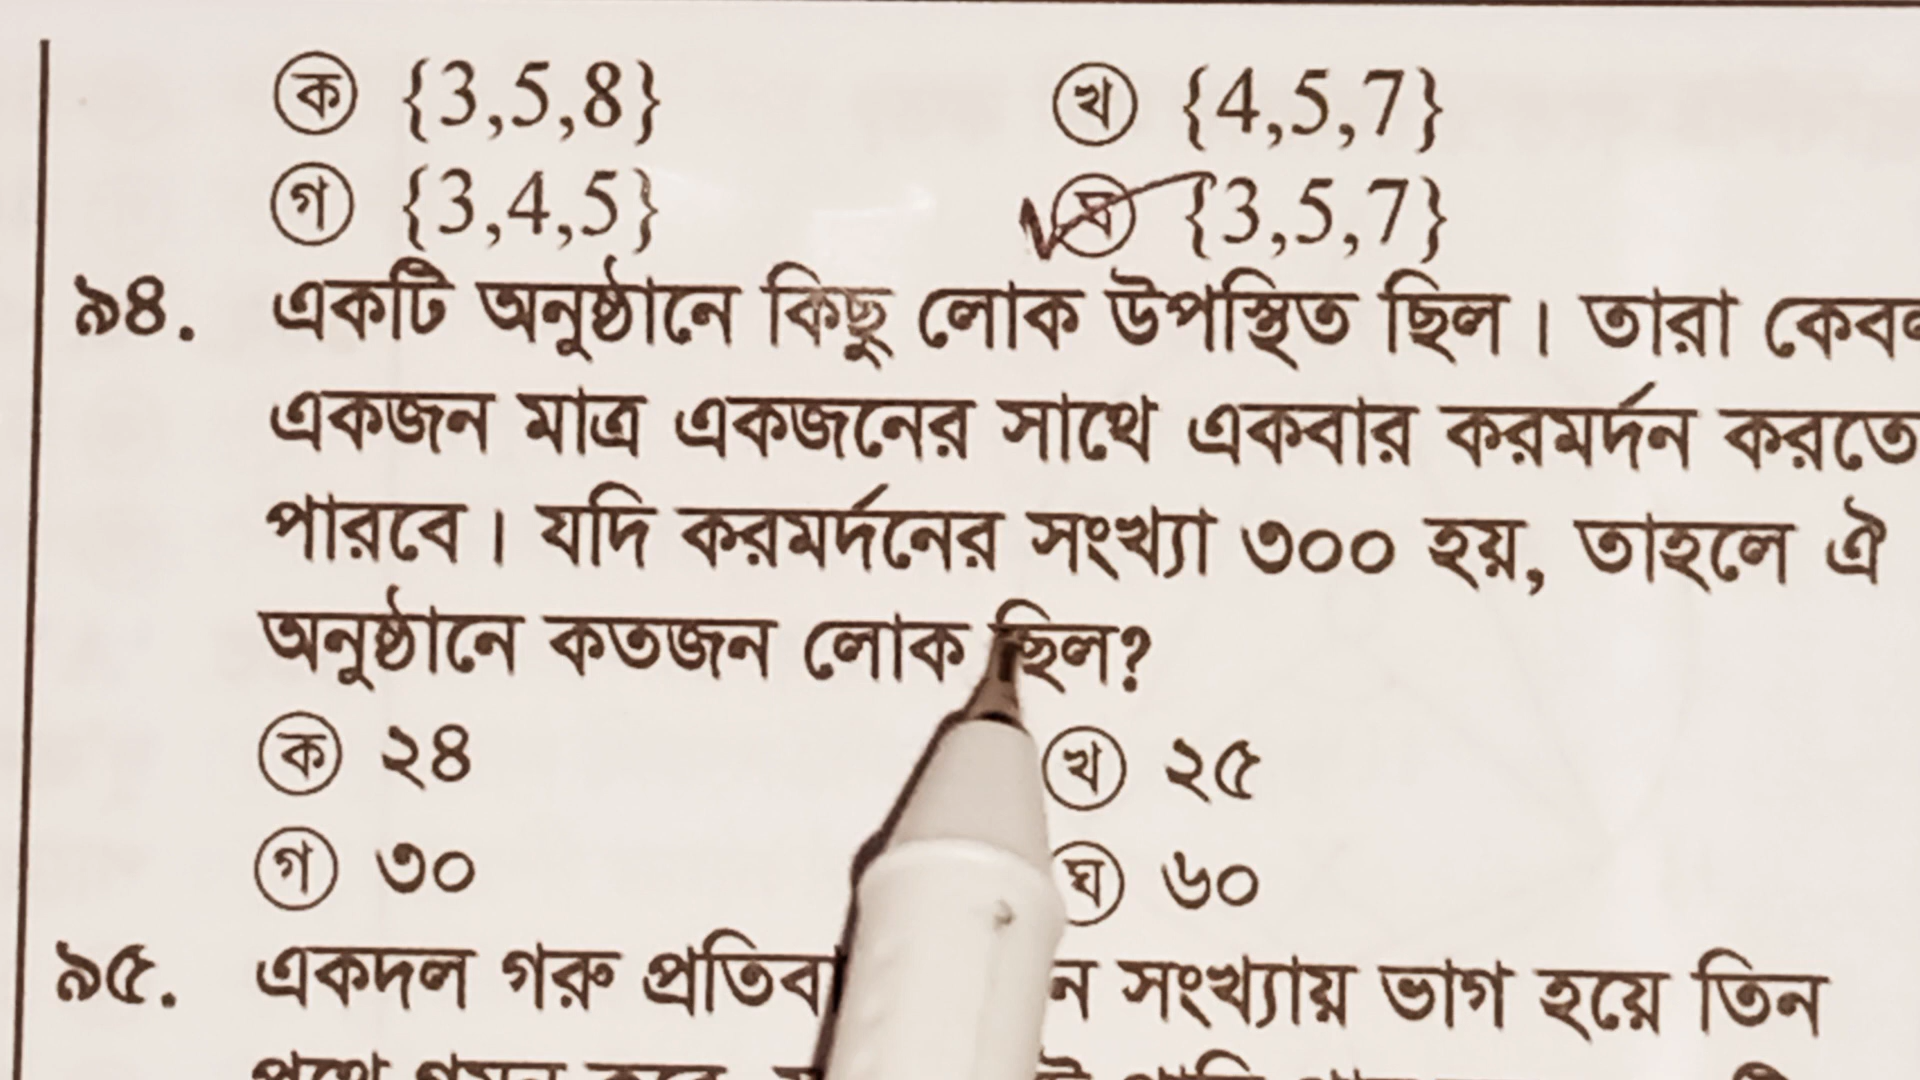 ক {3,5,8} খ {4,5,7}
গ {3,4,5} ঘ {3,5,7}
৯৪. একটি অনুষ্ঠানে কিছু লোক উপস্থিত ছিল। তারা
একজন মাত্র একজনের সাথে একবার করমর্দন করতে
পারবে। যদি করমর্দনের সংখ্যা ৩০০ হয়, তাহলে ঐ
অনুষ্ঠানে কতজন লোক ছিল?
ক ২৪ খ ২৫
গ ৩০ ঘ ৬০
৯৫. একদল গরু সংখ্যায় ভাগ হয়ে তিন